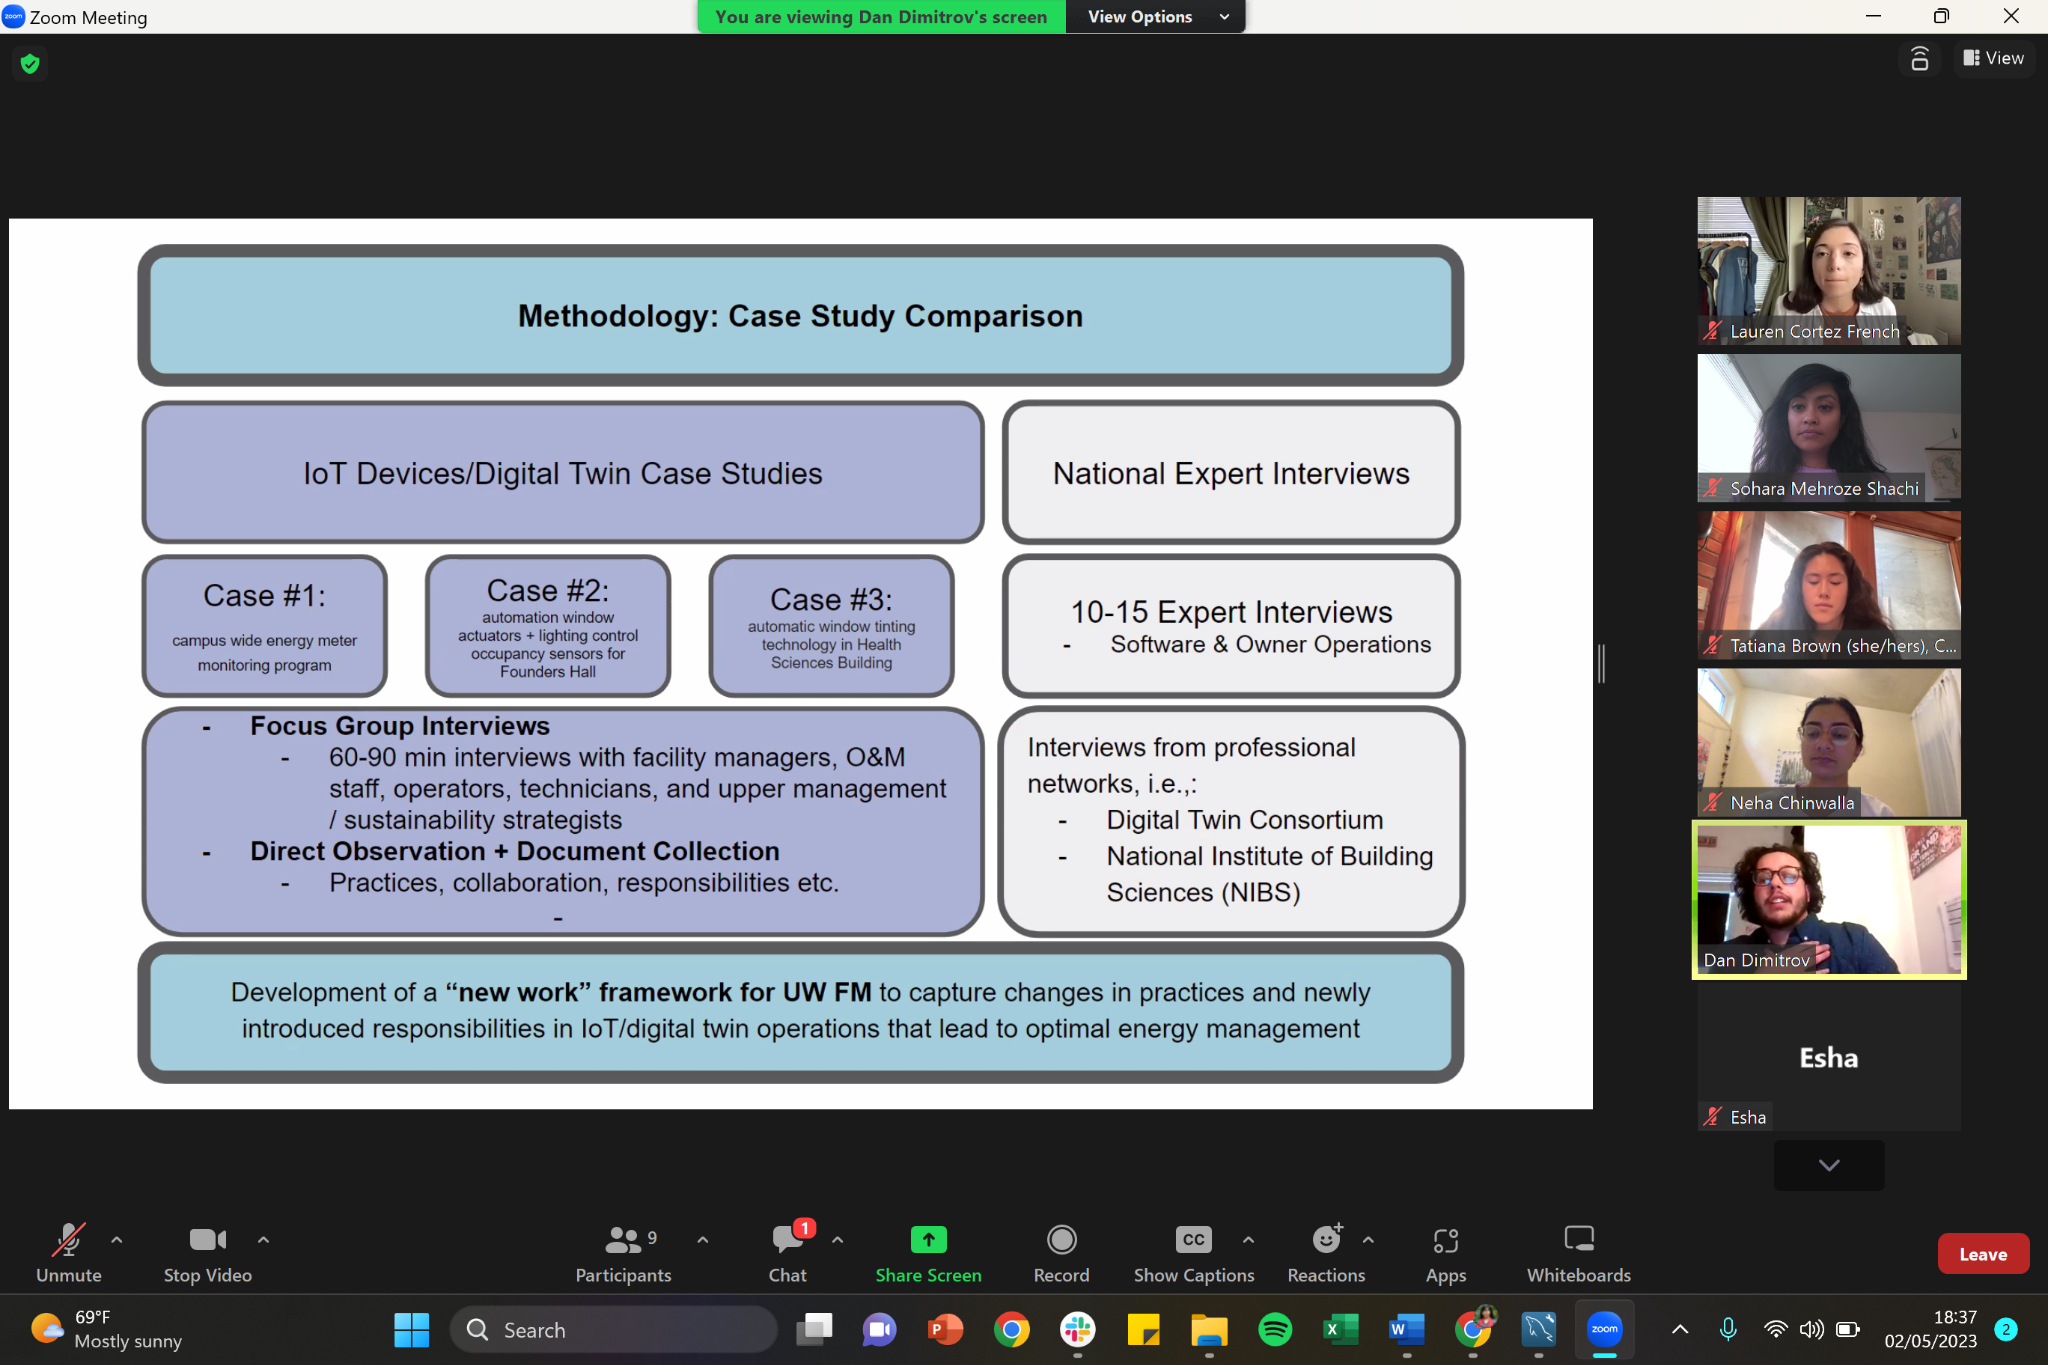 zoom
Zoom Meeting
You are viewing Dan Dimitrov's screen
View Options
View
Methodology: Case Study Comparison
IoT Devices/Digital Twin Case Studies
National Expert Interviews
Case #1:
campus wide energy meter
monitoring program
Case #2:
automation window
actuators + lighting control
occupancy sensors for
Founders Hall
Case #3:
automatic window tinting
technology in Health
Sciences Building
10-15 Expert Interviews
- Software & Owner Operations
- Focus Group Interviews
- 60-90 min interviews with facility managers, O&M
staff, operators, technicians, and upper management
/ sustainability strategists
- Direct Observation + Document Collection
- Practices, collaboration, responsibilities etc.
-
Interviews from professional
networks, i.e.,:
- Digital Twin Consortium
- National Institute of Building
Sciences (NIBS)
Development of a “new work” framework for UW FM to capture changes in practices and newly
introduced responsibilities in IoT/digital twin operations that lead to optimal energy management
Lauren Cortez French
Sohara Mehroze Shachi
Tatiana Brown (she/hers), C...
Neha Chinwalla
Dan Dimitrov
Esha
Esha
Unmute
Stop Video
9
Participants
1
Chat
Share Screen
Record
CC
Show Captions
Reactions
Apps
Whiteboards
Leave
69°F
Mostly sunny
Search
P
X
W
zoom
18:37
02/05/2023
2